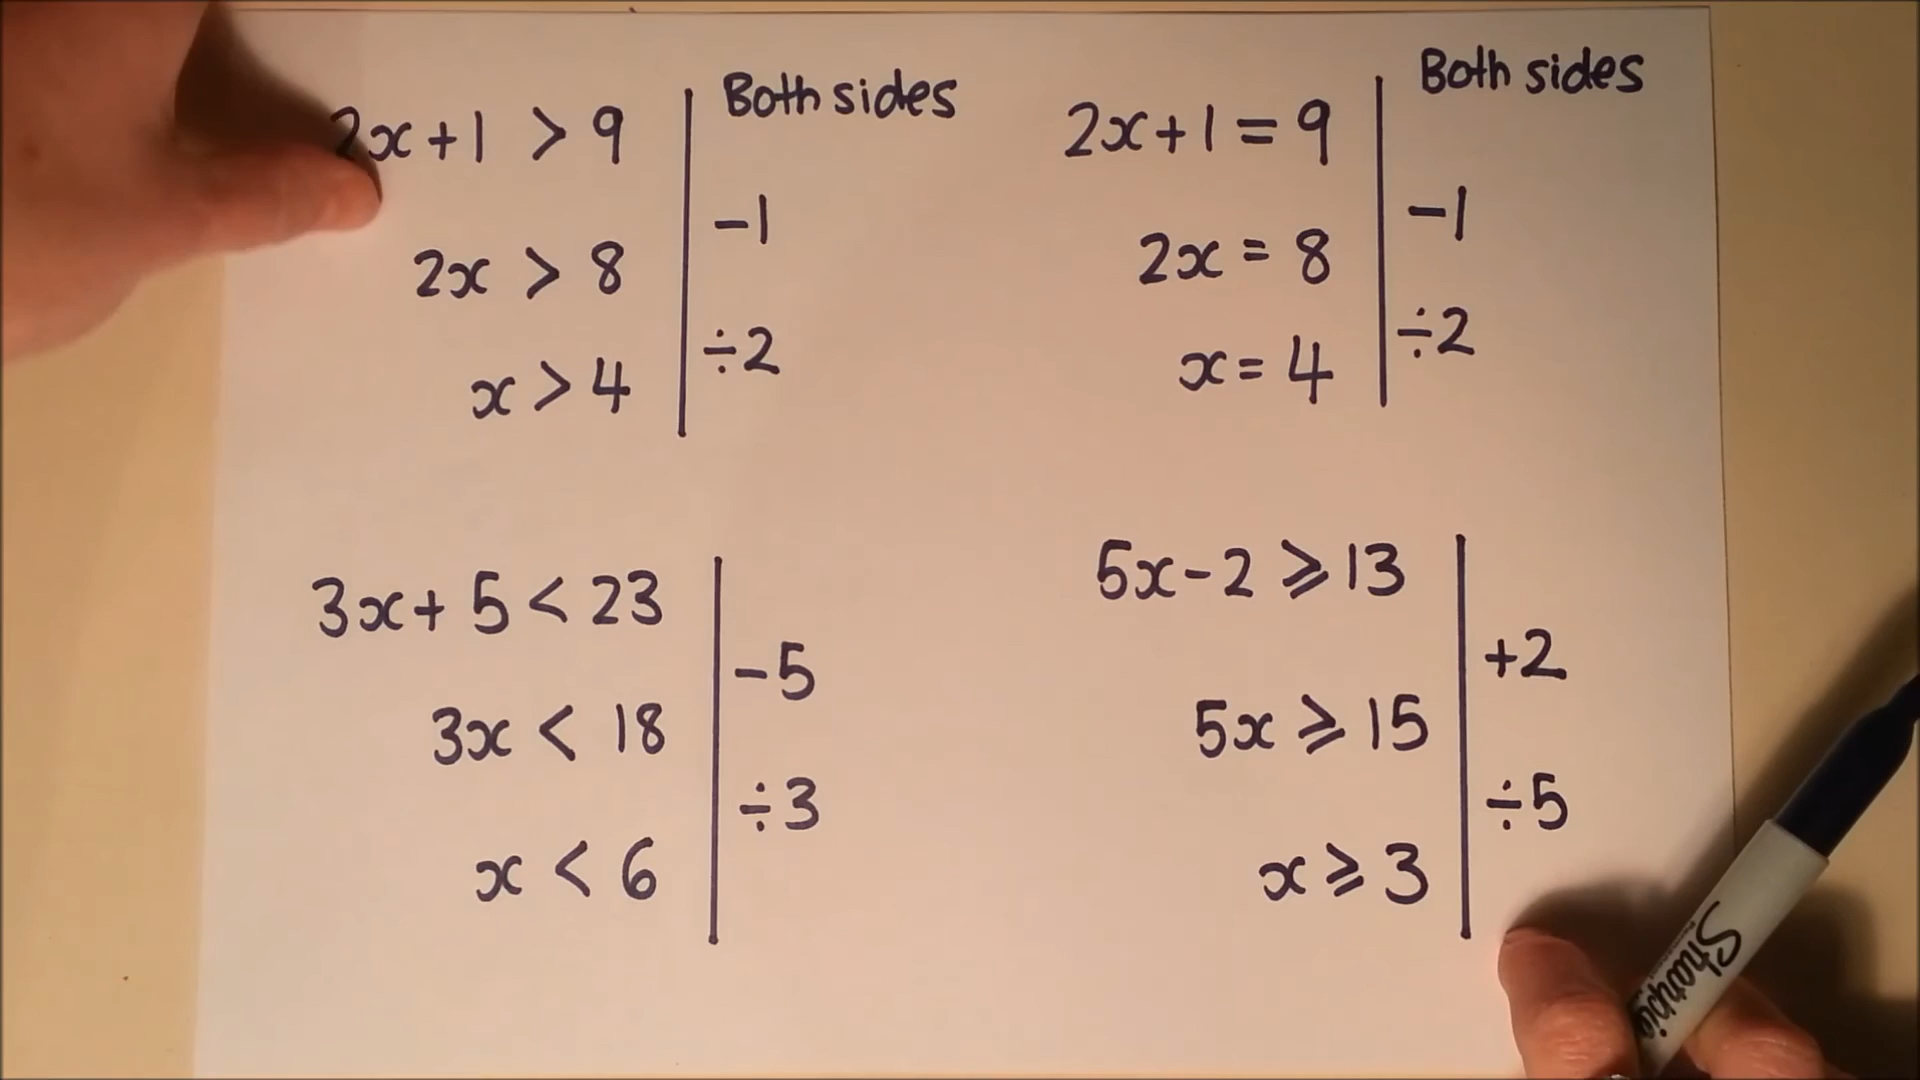 2x+1 > 9
Both sides
-1
2x > 8
÷2
x > 4
2x+1 = 9
Both sides
-1
2x = 8
÷2
x = 4
3x+ 5 < 23
-5
3x < 18
÷3
x < 6
5x-2 ⩾ 13
+2
5x ⩾ 15
÷5
x ⩾ 3
Sharpie